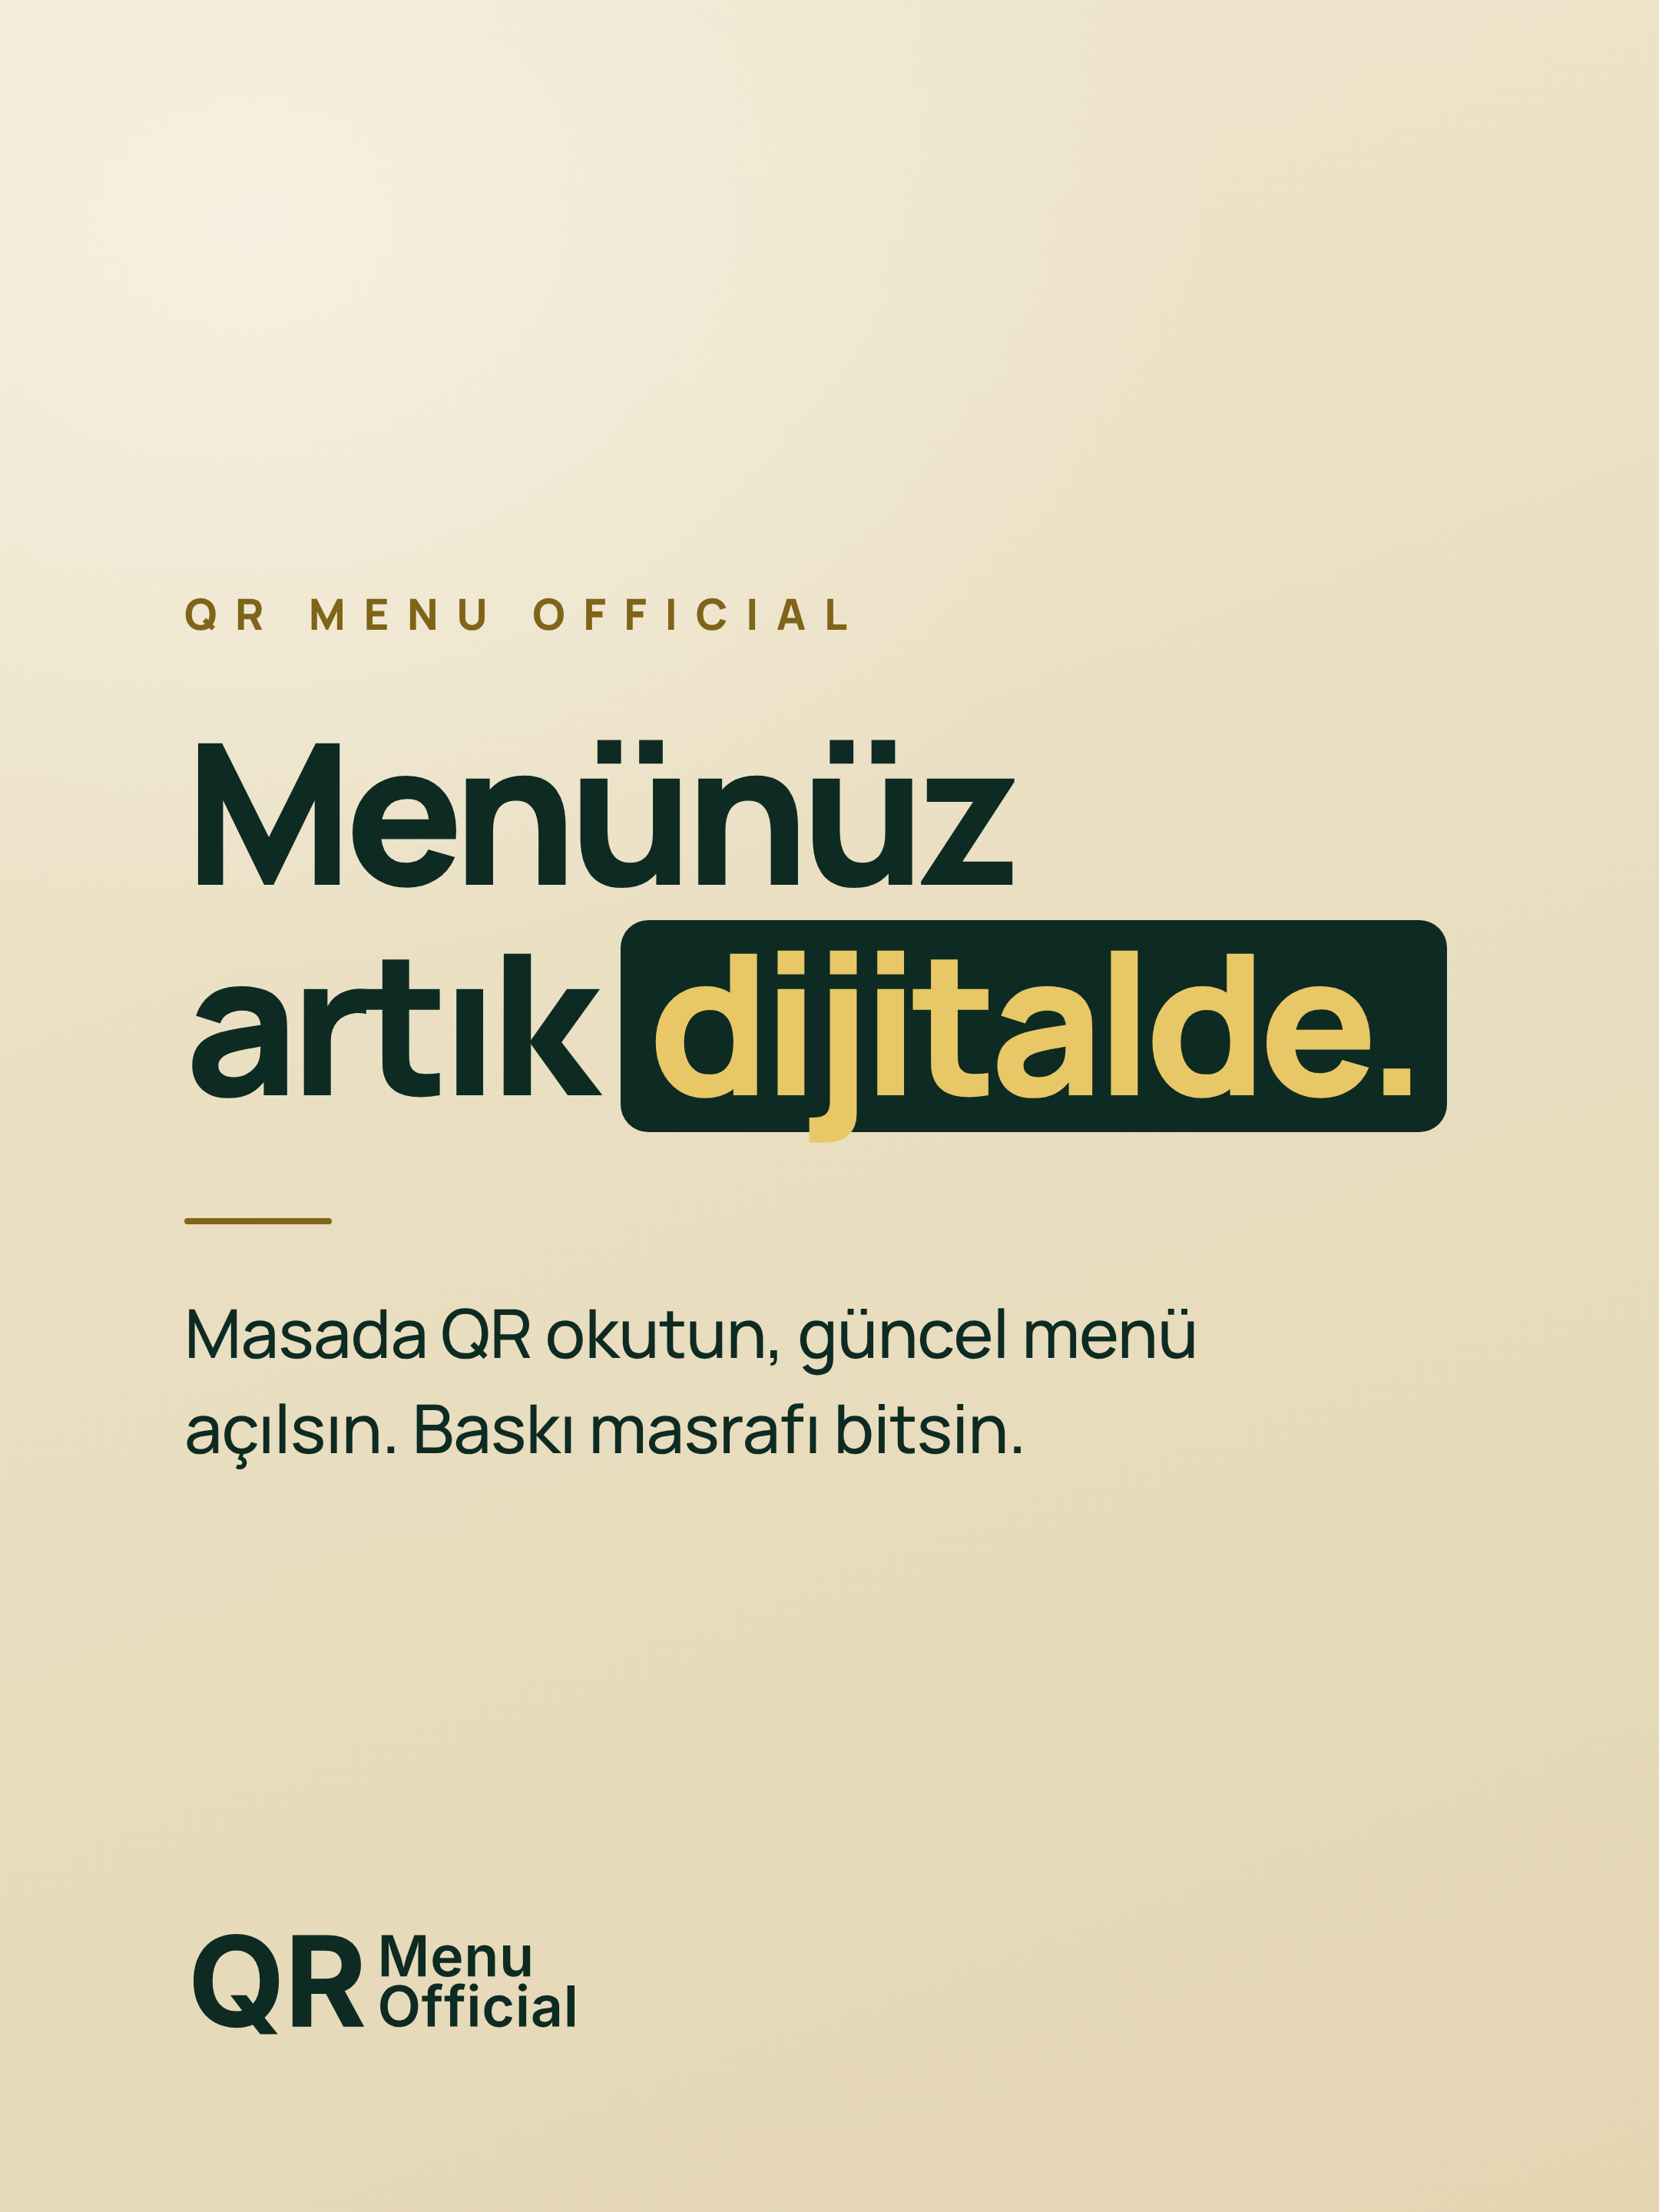 QR MENU OFFICIAL
Menünüz
artık dijitalde.
Masada QR okutun, güncel menü
açılsın. Baskı masrafı bitsin.
QR Menu
Official